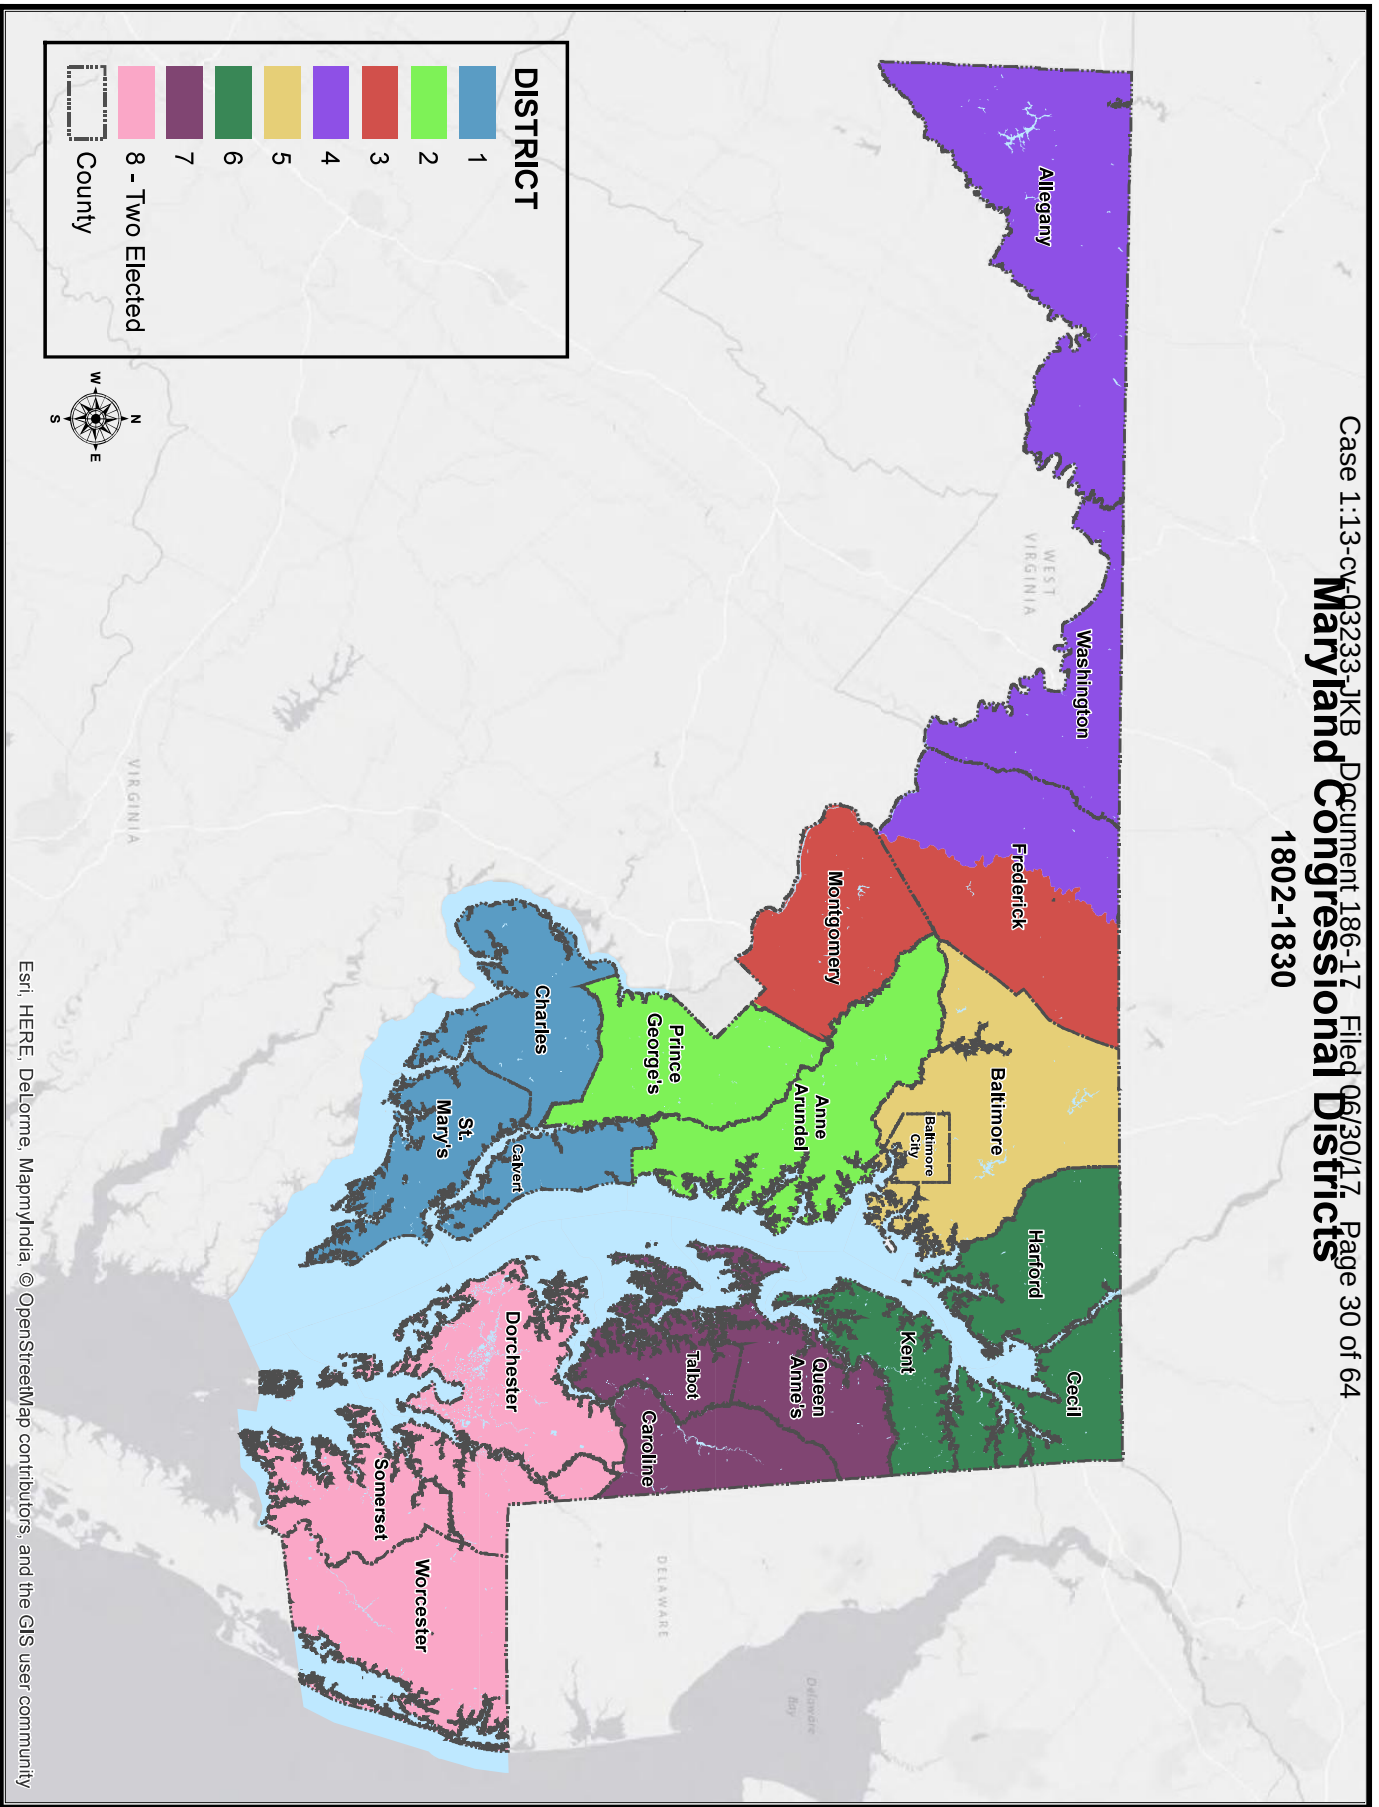 Case 1:13-cv-03233-JKB Document 186-17 Filed 06/30/17 Page 30 of 64
Maryland Congressional Districts
1802-1830
Allegany
Washington
Frederick
Montgomery
Baltimore
Baltimore
City
Harford
Cecil
Kent
Queen
Anne's
Anne
Arundel
Prince
George's
Talbot
Caroline
Charles
Calvert
St.
Mary's
Dorchester
Somerset
Worcester
WEST
VIRGINIA
VIRGINIA
DELAWARE
Delaware
Bay
DISTRICT
1
2
3
4
5
6
7
8 - Two Elected
County
N
W
E
S
Esri, HERE, DeLorme, MapmyIndia, © OpenStreetMap contributors, and the GIS user community